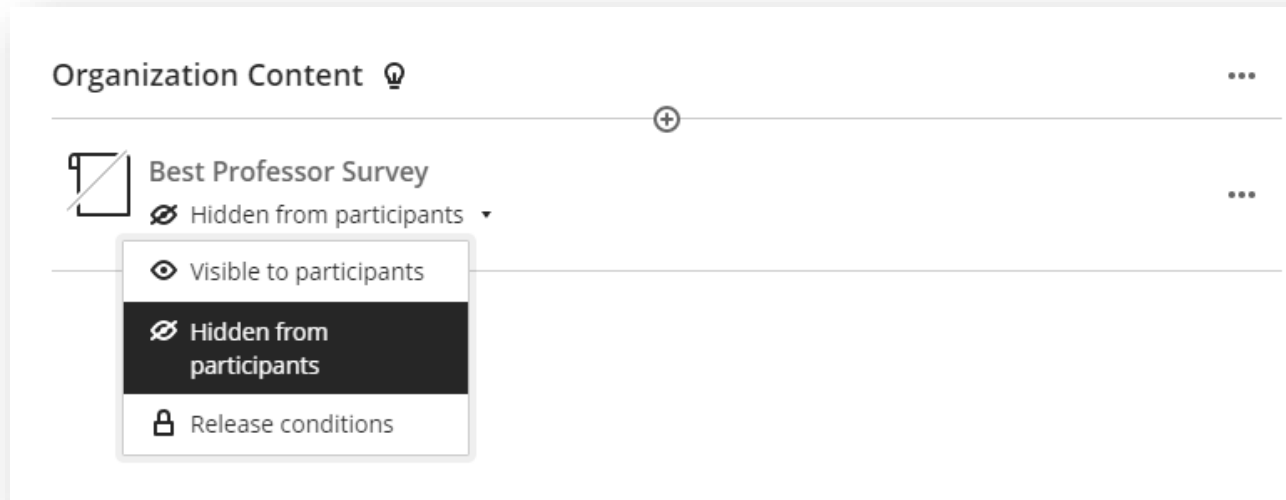 Organization Content
Best Professor Survey
Hidden from participants
Visible to participants
Hidden from
participants
Release conditions